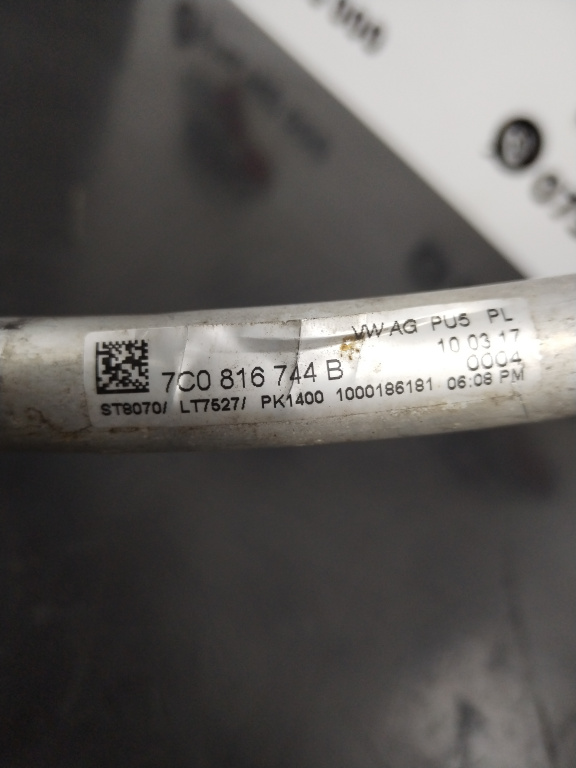 VW AG PU5 PL
10 03 17
7C0 816 744 B 0004
ST8070/ LT7527/ PK1400 1000186181 06:08 PM